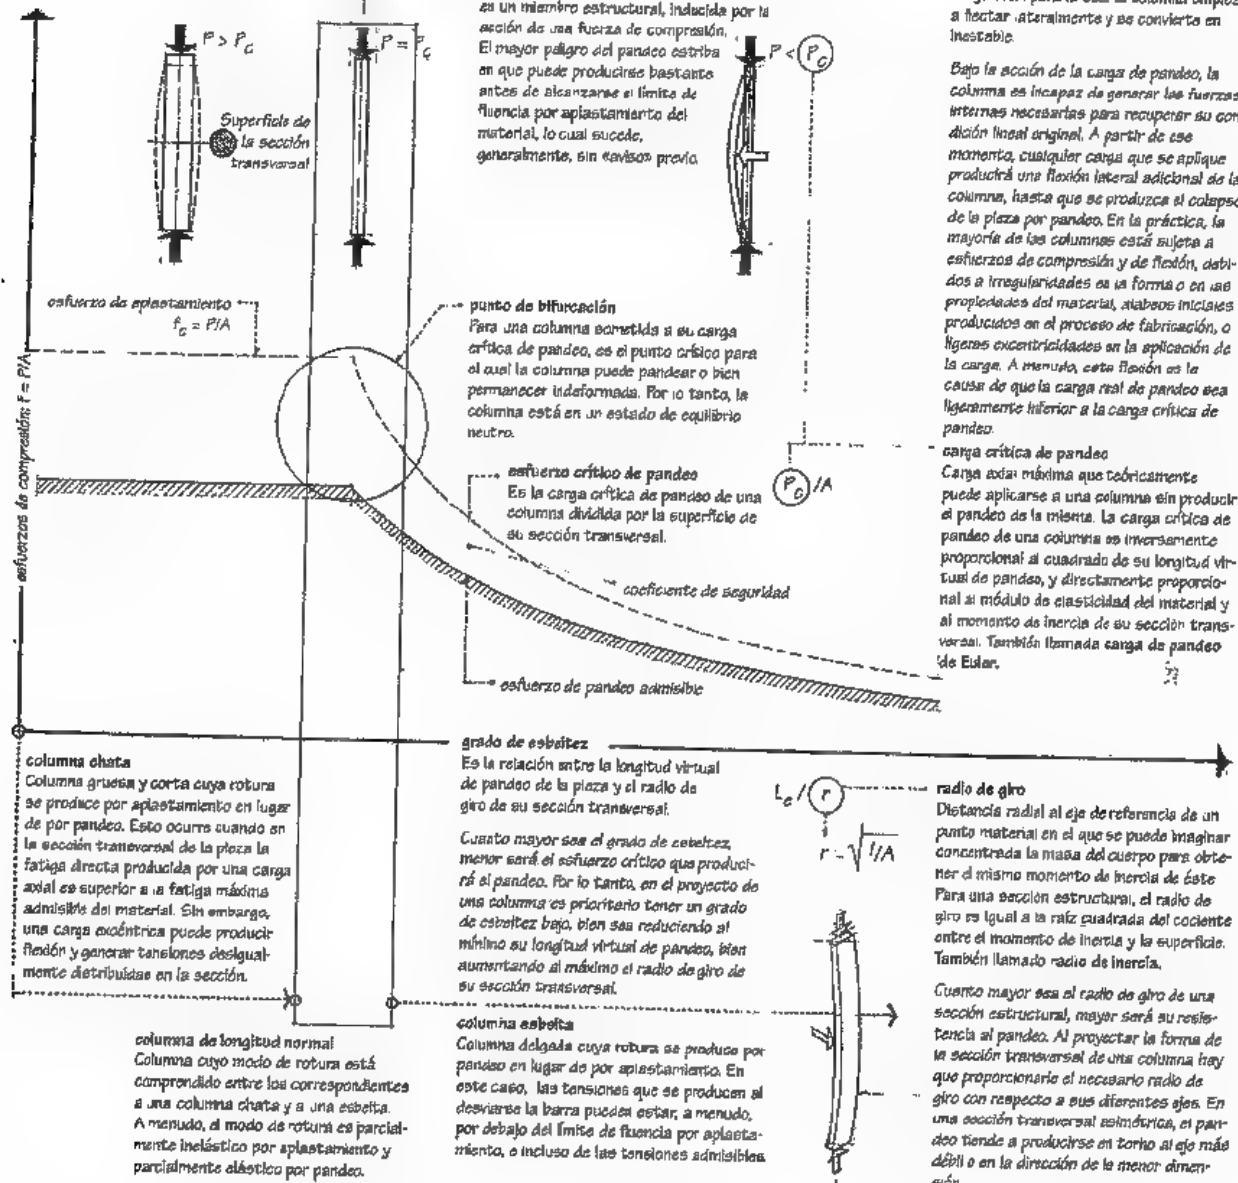 es un miembro estructural, inducida por la
acción de una fuerza de compresión.
El mayor peligro del pandeo estriba
en que puede producirse bastante
antes de alcanzarse el límite de
fluencia por aplastamiento del
material, lo cual sucede,
generalmente, sin «aviso» previo
P > P_C
P = P_C
P < P_C
Superficie de
la sección
transversal
a flectar lateralmente y se convierte en
inestable.
Bajo la acción de la carga de pandeo, la
columna es incapaz de generar las fuerzas
internas necesarias para recuperar su con-
dición lineal original. A partir de ese
momento, cualquier carga que se aplique
producirá una flexión lateral adicional de la
columna, hasta que se produzca el colapso
de la pieza por pandeo. En la práctica, la
mayoría de las columnas está sujeta a
esfuerzos de compresión y de flexión, debi-
dos a irregularidades en la forma o en las
propiedades del material, alabeos iniciales
producidos en el proceso de fabricación, o
ligeras excentricidades en la aplicación de
la carga. A menudo, esta flexión es la
causa de que la carga real de pandeo sea
ligeramente inferior a la carga crítica de
pandeo.
esfuerzo de aplastamiento
f_c = P/A
esfuerzos de compresión: f = P/A
punto de bifurcación
Para una columna sometida a su carga
crítica de pandeo, es el punto crítico para
el cual la columna puede pandear o bien
permanecer indeformada. Por lo tanto, la
columna está en un estado de equilibrio
neutro.
esfuerzo crítico de pandeo
Es la carga crítica de pandeo de una
columna dividida por la superficie de
su sección transversal.
P_C/A
coeficiente de seguridad
esfuerzo de pandeo admisible
carga crítica de pandeo
Carga axial máxima que teóricamente
puede aplicarse a una columna sin producir
el pandeo de la misma. La carga crítica de
pandeo de una columna es inversamente
proporcional al cuadrado de su longitud vir-
tual de pandeo, y directamente proporcio-
nal al módulo de elasticidad del material y
al momento de inercia de su sección trans-
versal. También llamada carga de pandeo
de Euler.
columna chata
Columna gruesa y corta cuya rotura
se produce por aplastamiento en lugar
de por pandeo. Esto ocurre cuando en
la sección transversal de la pieza la
fatiga directa producida por una carga
axial es superior a la fatiga máxima
admisible del material. Sin embargo,
una carga excéntrica puede producir
flexión y generar tensiones desigual-
mente distribuidas en la sección.
grado de esbeltez
Es la relación entre la longitud virtual
de pandeo de la pieza y el radio de
giro de su sección transversal.
Cuanto mayor sea el grado de esbeltez,
menor será el esfuerzo crítico que produci-
rá el pandeo. Por lo tanto, en el proyecto de
una columna es prioritario tener un grado
de esbeltez bajo, bien sea reduciendo al
mínimo su longitud virtual de pandeo, bien
aumentando al máximo el radio de giro de
su sección transversal.
L_e/r
r = √I/A
radio de giro
Distancia radial al eje de referencia de un
punto material en el que se puede imaginar
concentrada la masa del cuerpo para obte-
ner el mismo momento de inercia de éste
Para una sección estructural, el radio de
giro es igual a la raíz cuadrada del cociente
entre el momento de inercia y la superficie.
También llamado radio de inercia.
Cuanto mayor sea el radio de giro de una
sección estructural, mayor será su resis-
tencia al pandeo. Al proyectar la forma de
la sección transversal de una columna hay
que proporcionarle el necesario radio de
giro con respecto a sus diferentes ejes. En
una sección transversal asimétrica, el pan-
deo tiende a producirse en torno al eje más
débil o en la dirección de la menor dimen-
sión.
columna de longitud normal
Columna cuyo modo de rotura está
comprendido entre los correspondientes
a una columna chata y a una esbelta.
A menudo, el modo de rotura es parcial-
mente inelástico por aplastamiento y
parcialmente elástico por pandeo.
columna esbelta
Columna delgada cuya rotura se produce por
pandeo en lugar de por aplastamiento. En
este caso, las tensiones que se producen al
desviarse la barra pueden estar, a menudo,
por debajo del límite de fluencia por aplasta-
miento, e incluso de las tensiones admisibles